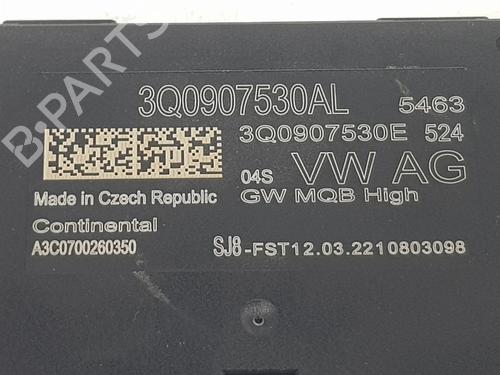 B-PARTS
3Q0907530AL 5463
3Q0907530E 524
04S VW AG
Made in Czech Republic GW MQB High
Continental
A3C0700260350 SJ8-FST12.03.2210803098